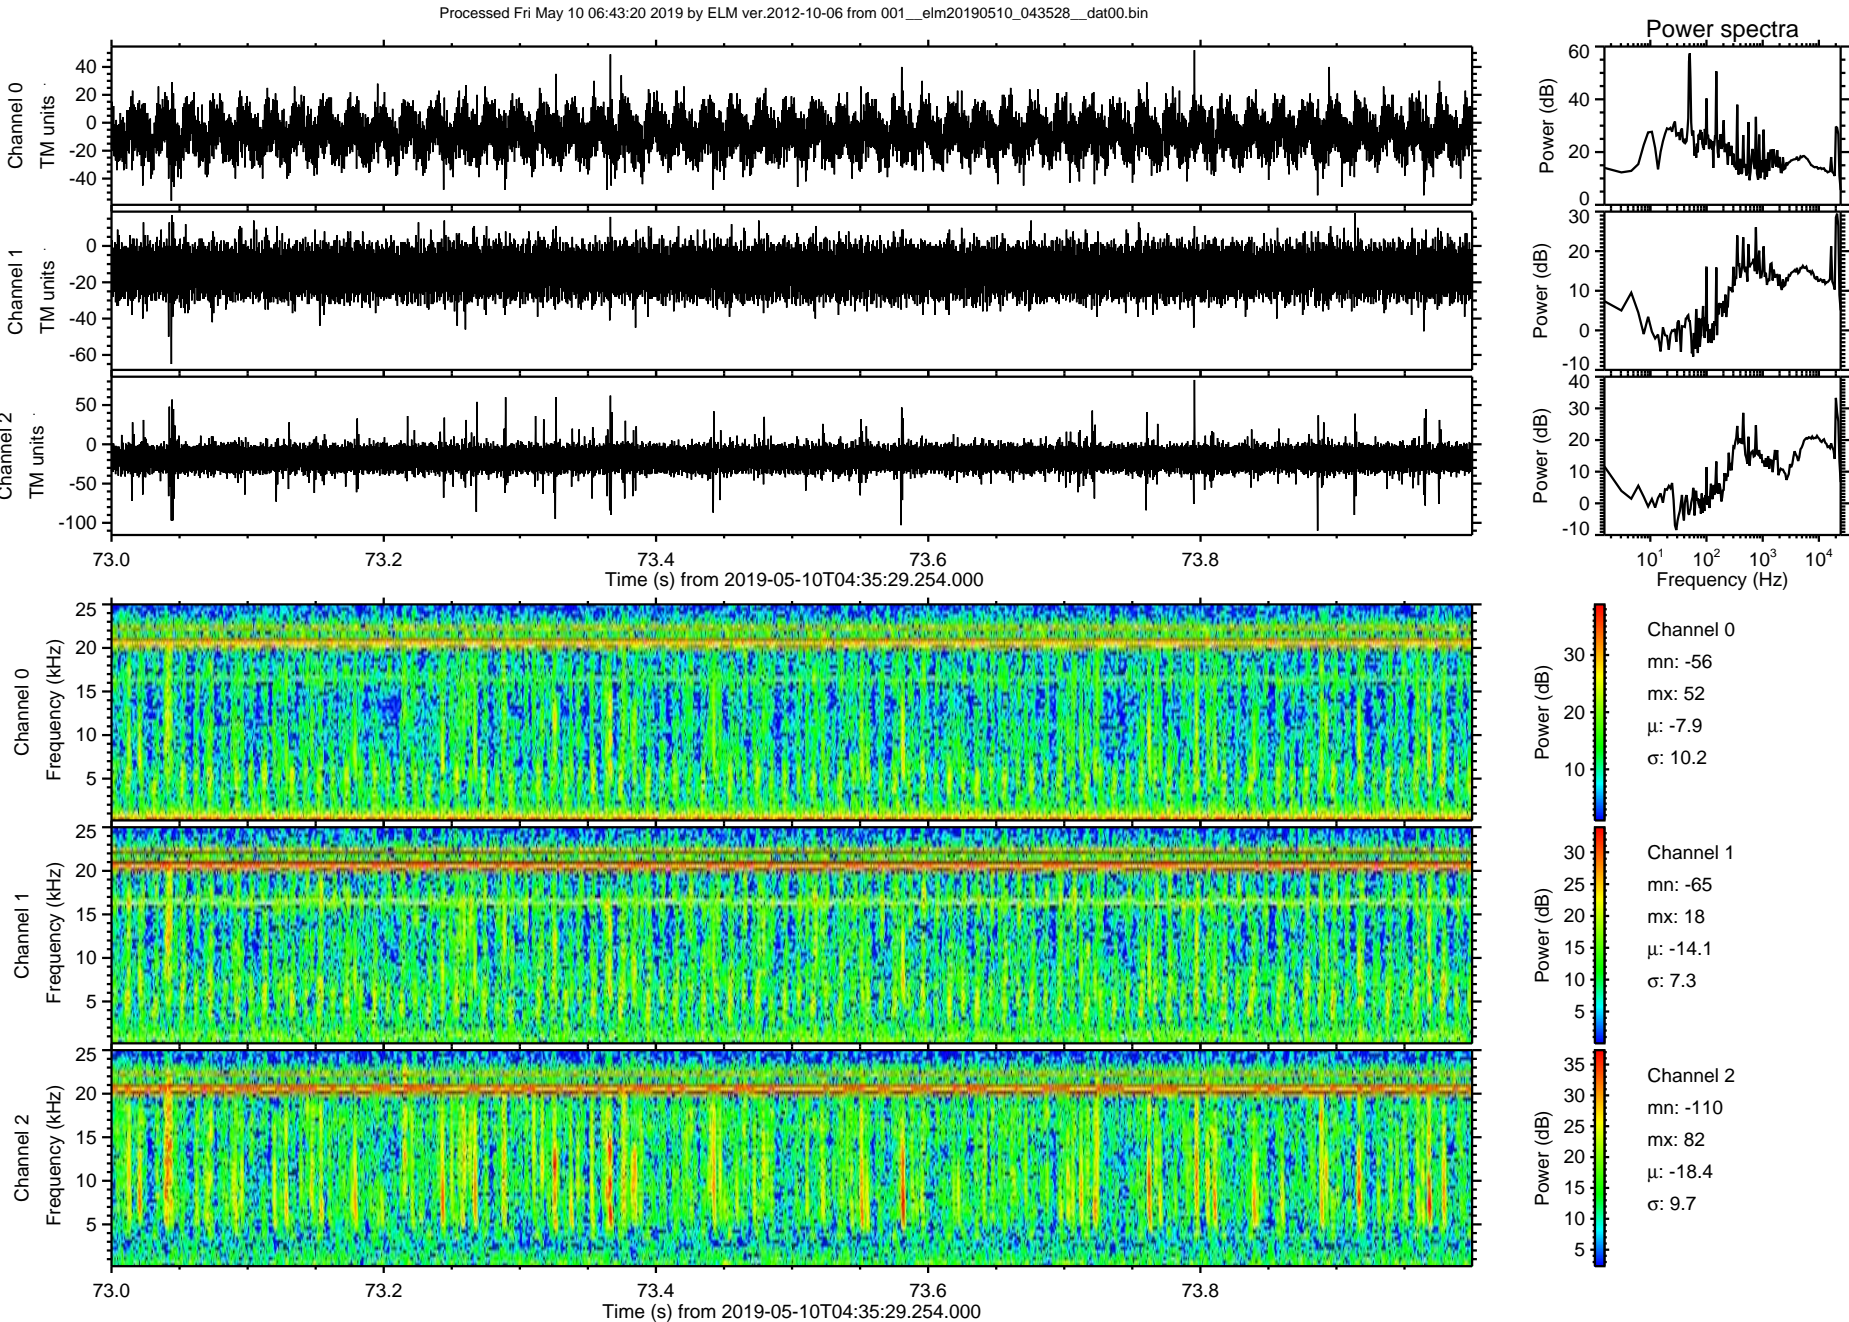 Processed Fri May 10 06:43:20 2019 by ELM ver.2012-10-06 from 001__elm20190510_043528__dat00.bin
Power spectra
Channel 0
TM units
40
20
0
-20
-40
Power (dB)
60
40
20
0
Channel 1
TM units
0
-20
-40
-60
Power (dB)
30
20
10
0
-10
Channel 2
TM units
50
0
-50
-100
Power (dB)
40
30
20
10
0
-10
73.0
73.2
73.4
73.6
73.8
Time (s) from 2019-05-10T04:35:29.254.000
10^1
10^2
10^3
10^4
Frequency (Hz)
Channel 0
Frequency (kHz)
25
20
15
10
5
Power (dB)
30
20
10
Channel 0
mn: -56
mx: 52
μ: -7.9
σ: 10.2
Channel 1
Frequency (kHz)
25
20
15
10
5
Power (dB)
30
25
20
15
10
5
Channel 1
mn: -65
mx: 18
μ: -14.1
σ: 7.3
Channel 2
Frequency (kHz)
25
20
15
10
5
Power (dB)
35
30
25
20
15
10
5
Channel 2
mn: -110
mx: 82
μ: -18.4
σ: 9.7
73.0
73.2
73.4
73.6
73.8
Time (s) from 2019-05-10T04:35:29.254.000